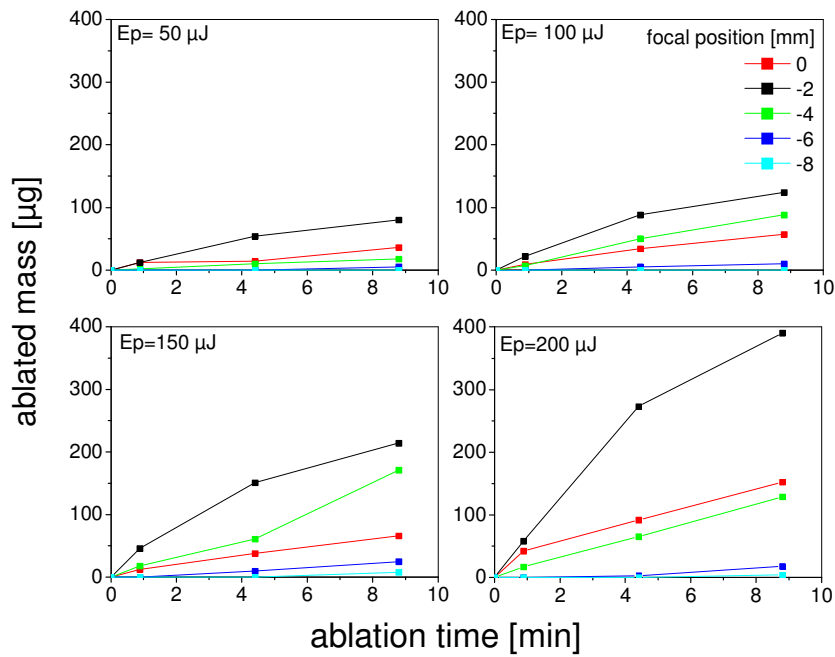 Ep= 50 µJ
400
300
200
100
0
0 2 4 6 8 10
Ep= 100 µJ
focal position [mm]
0
-2
-4
-6
-8
400
300
200
100
0
0 2 4 6 8 10
Ep=150 µJ
400
300
200
100
0
0 2 4 6 8 10
Ep=200 µJ
400
300
200
100
0
0 2 4 6 8 10
ablated mass [µg]
ablation time [min]